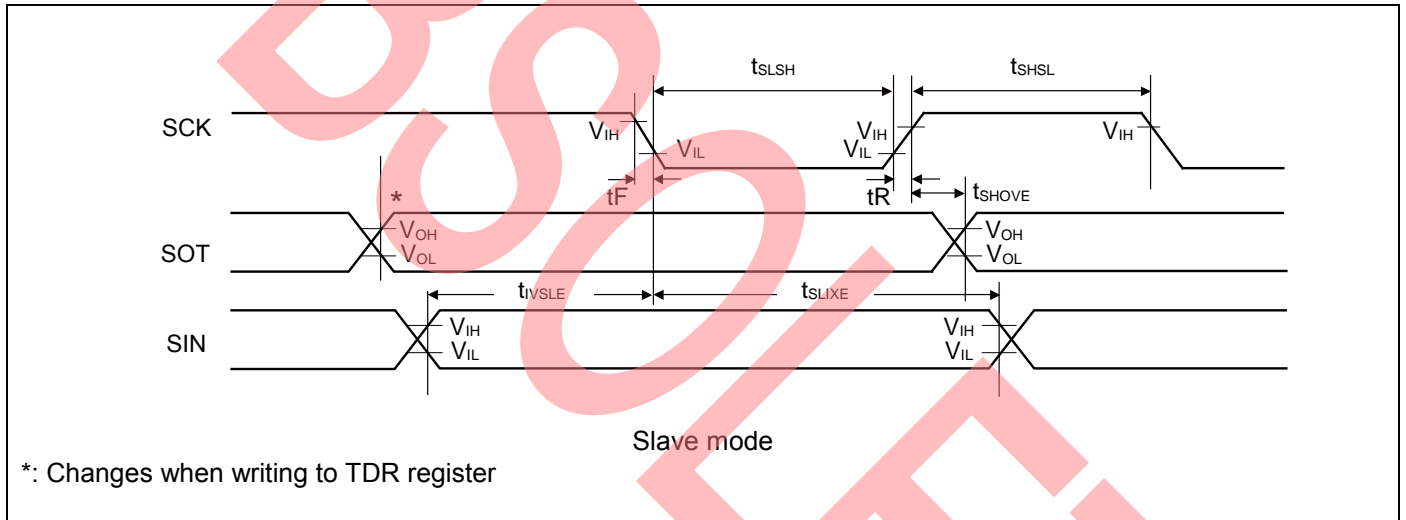 tSLSH tSHSL
SCK VIH VIL VIL VIH VIH
tF tR tSHOVE
*
SOT VOH VOL VOH VOL
tIVSLE tSLIXE
SIN VIH VIL VIH VIL
Slave mode
*: Changes when writing to TDR register